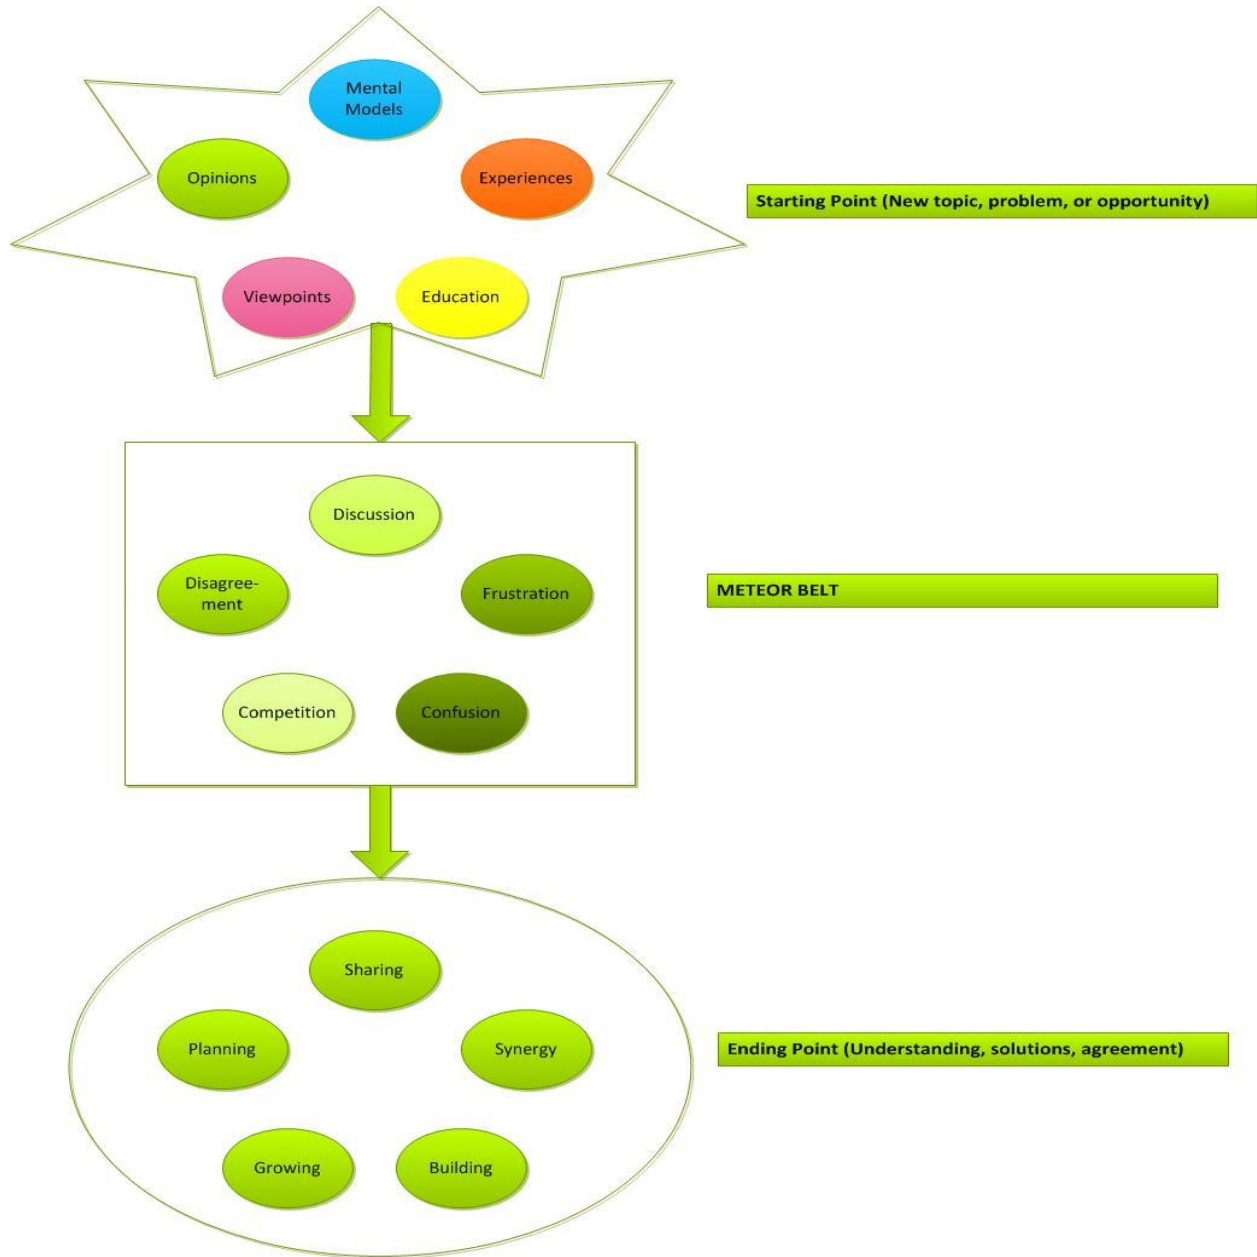 Mental
Models
Opinions
Experiences
Starting Point (New topic, problem, or opportunity)
Viewpoints
Education
Discussion
Disagree-
ment
Frustration
METEOR BELT
Competition
Confusion
Sharing
Planning
Synergy
Ending Point (Understanding, solutions, agreement)
Growing
Building